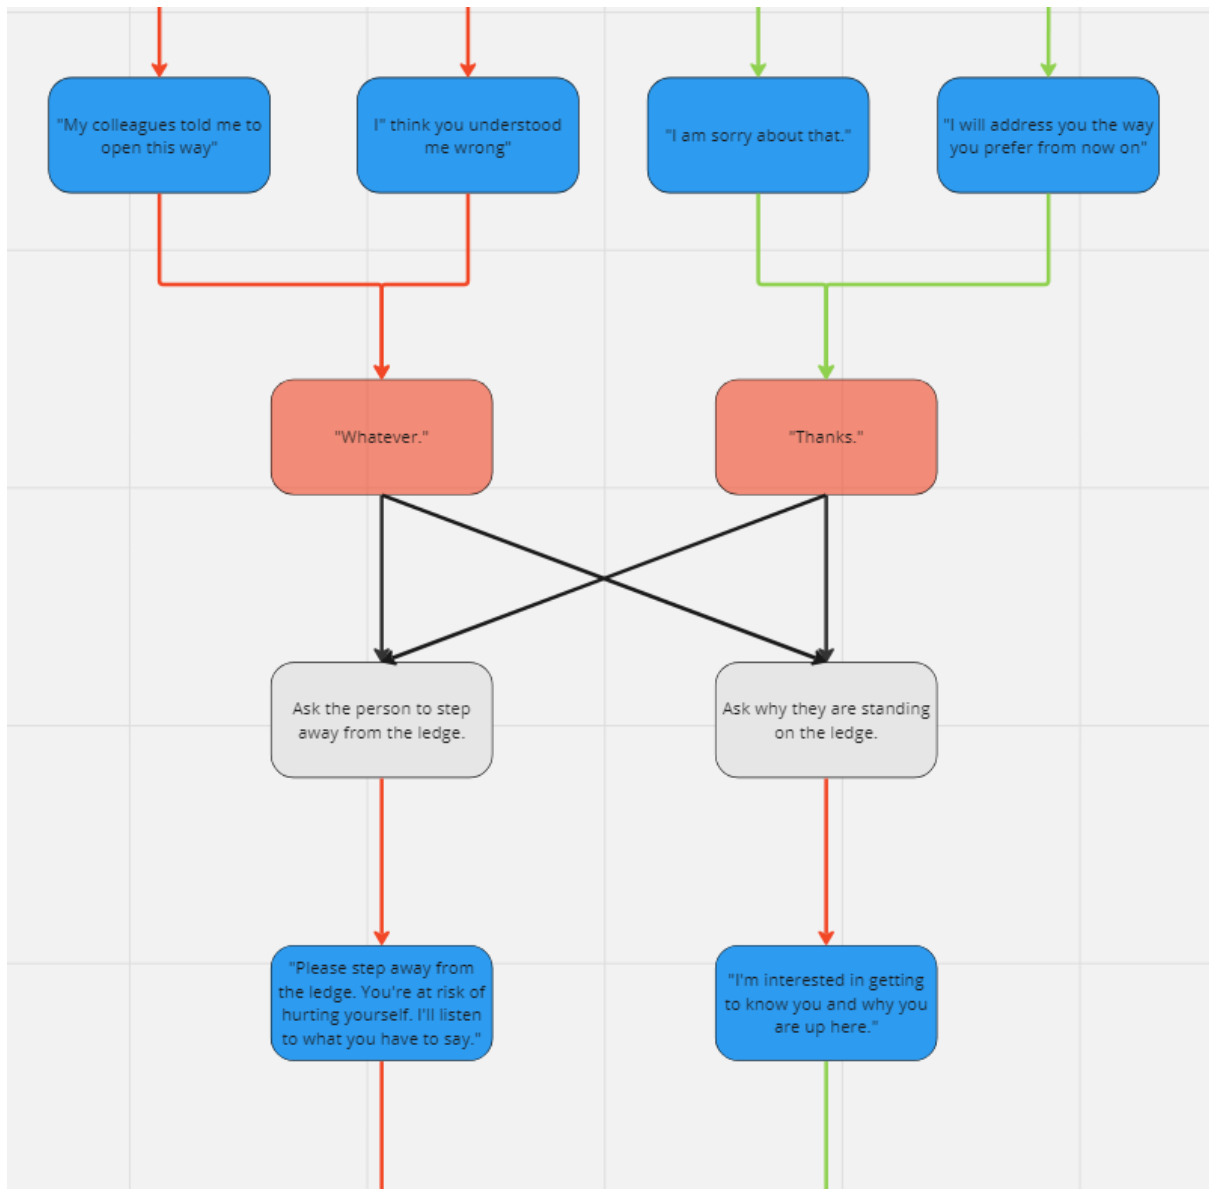 "My colleagues told me to
open this way"
I" think you understood
me wrong"
"I am sorry about that."
"I will address you the way
you prefer from now on"
"Whatever."
"Thanks."
Ask the person to step
away from the ledge.
Ask why they are standing
on the ledge.
"Please step away from
the ledge. You're at risk of
hurting yourself. I'll listen
to what you have to say."
"I'm interested in getting
to know you and why you
are up here."